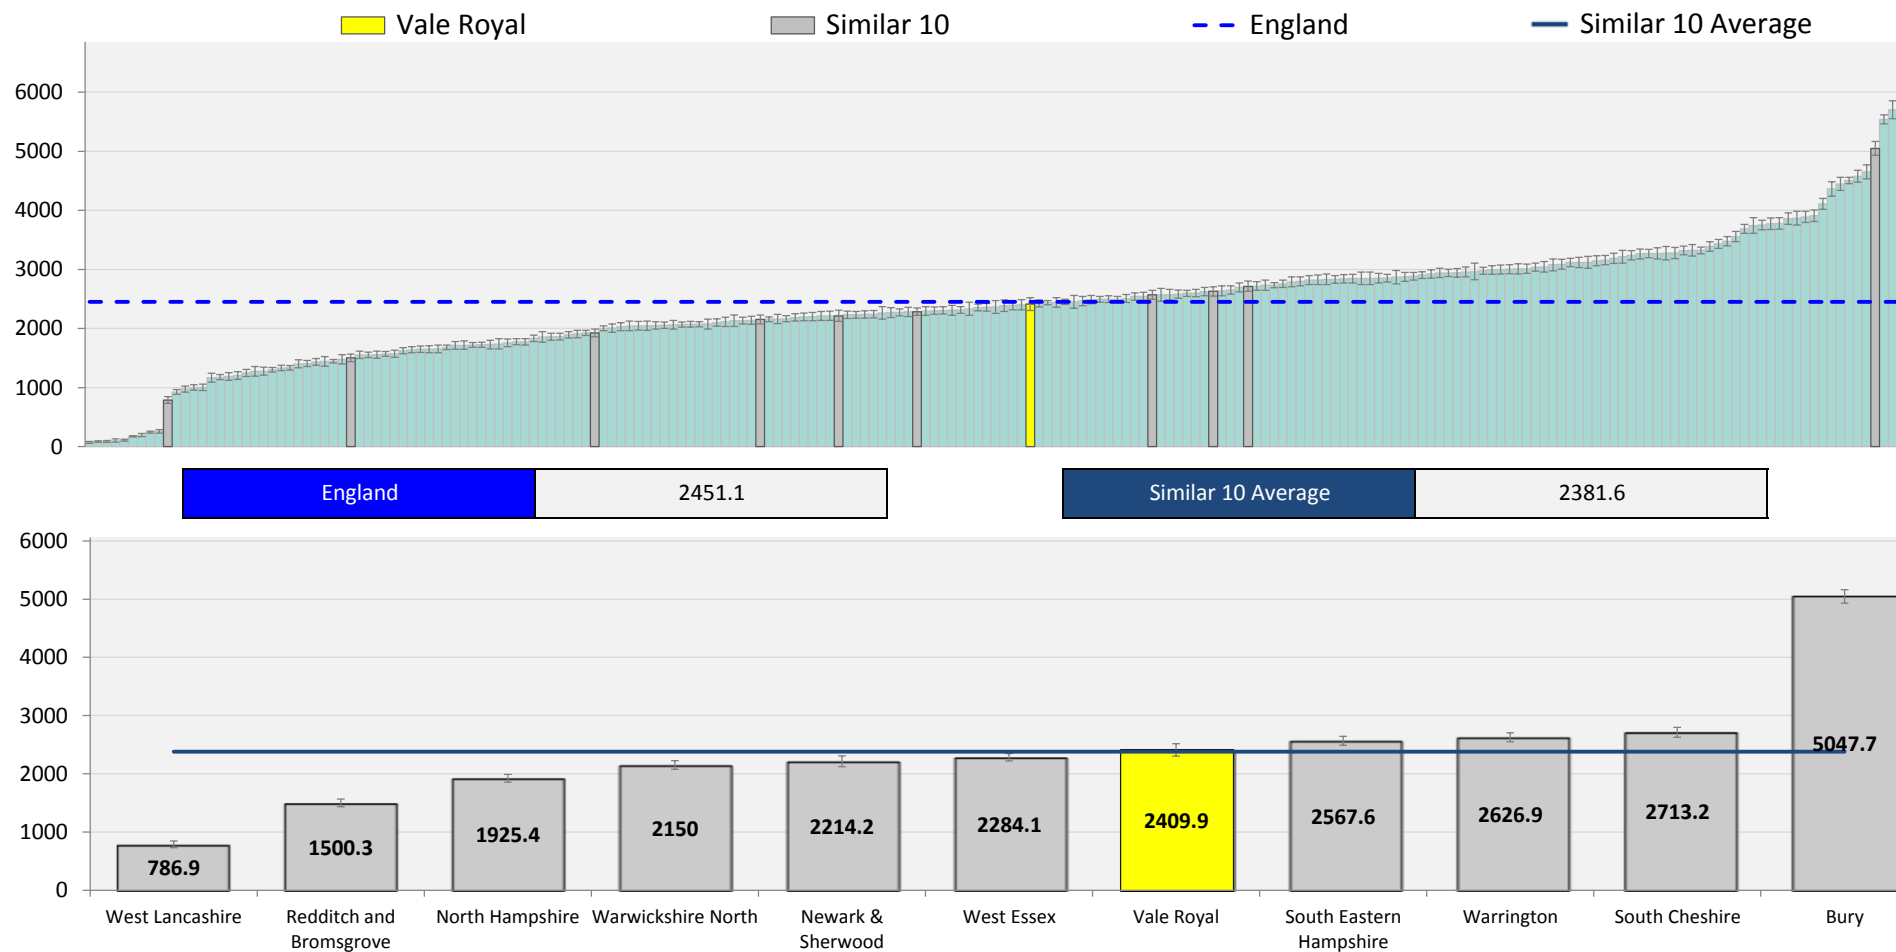 Vale Royal
Similar 10
England
Similar 10 Average
6000
5000
4000
3000
2000
1000
0
England 2451.1
Similar 10 Average 2381.6
6000
5000
4000
3000
2000
1000
0
786.9
1500.3
1925.4
2150
2214.2
2284.1
2409.9
2567.6
2626.9
2713.2
5047.7
West Lancashire
Redditch and
Bromsgrove
North Hampshire
Warwickshire North
Newark &
Sherwood
West Essex
Vale Royal
South Eastern
Hampshire
Warrington
South Cheshire
Bury